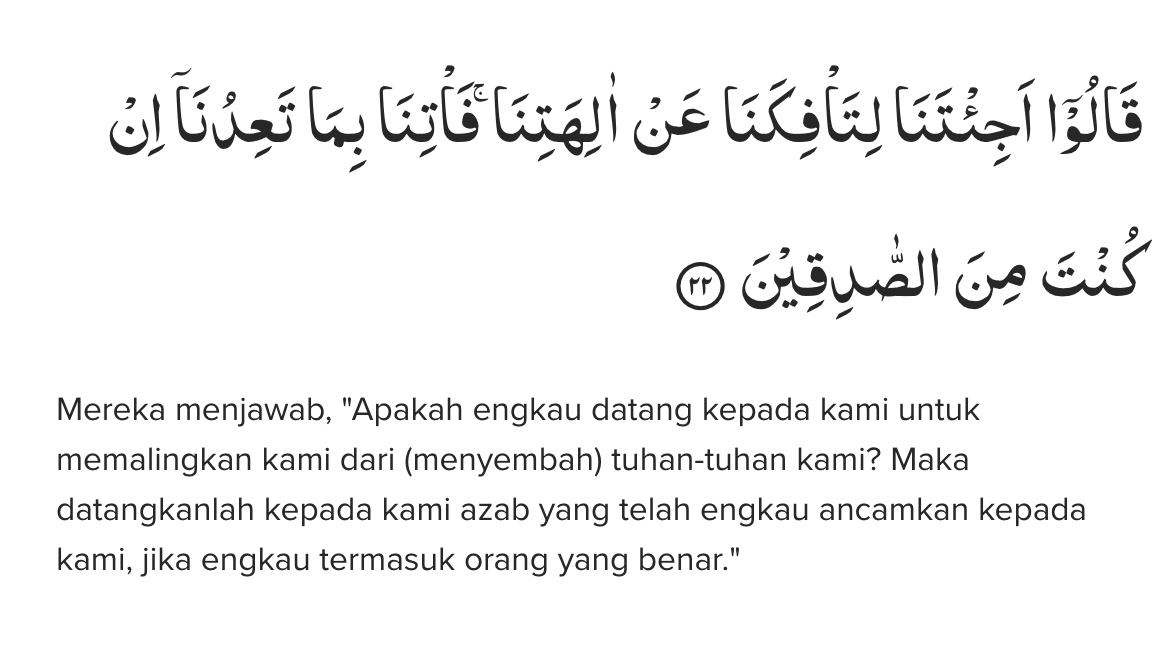 قَالُوْٓا اَجِئْتَنَا لِتَأْفِكَنَا عَنْ اٰلِهَتِنَاۚ فَأْتِنَا بِمَا تَعِدُنَآ اِنْ
كُنْتَ مِنَ الصّٰدِقِيْنَ ٢٢
Mereka menjawab, "Apakah engkau datang kepada kami untuk
memalingkan kami dari (menyembah) tuhan-tuhan kami? Maka
datangkanlah kepada kami azab yang telah engkau ancamkan kepada
kami, jika engkau termasuk orang yang benar."